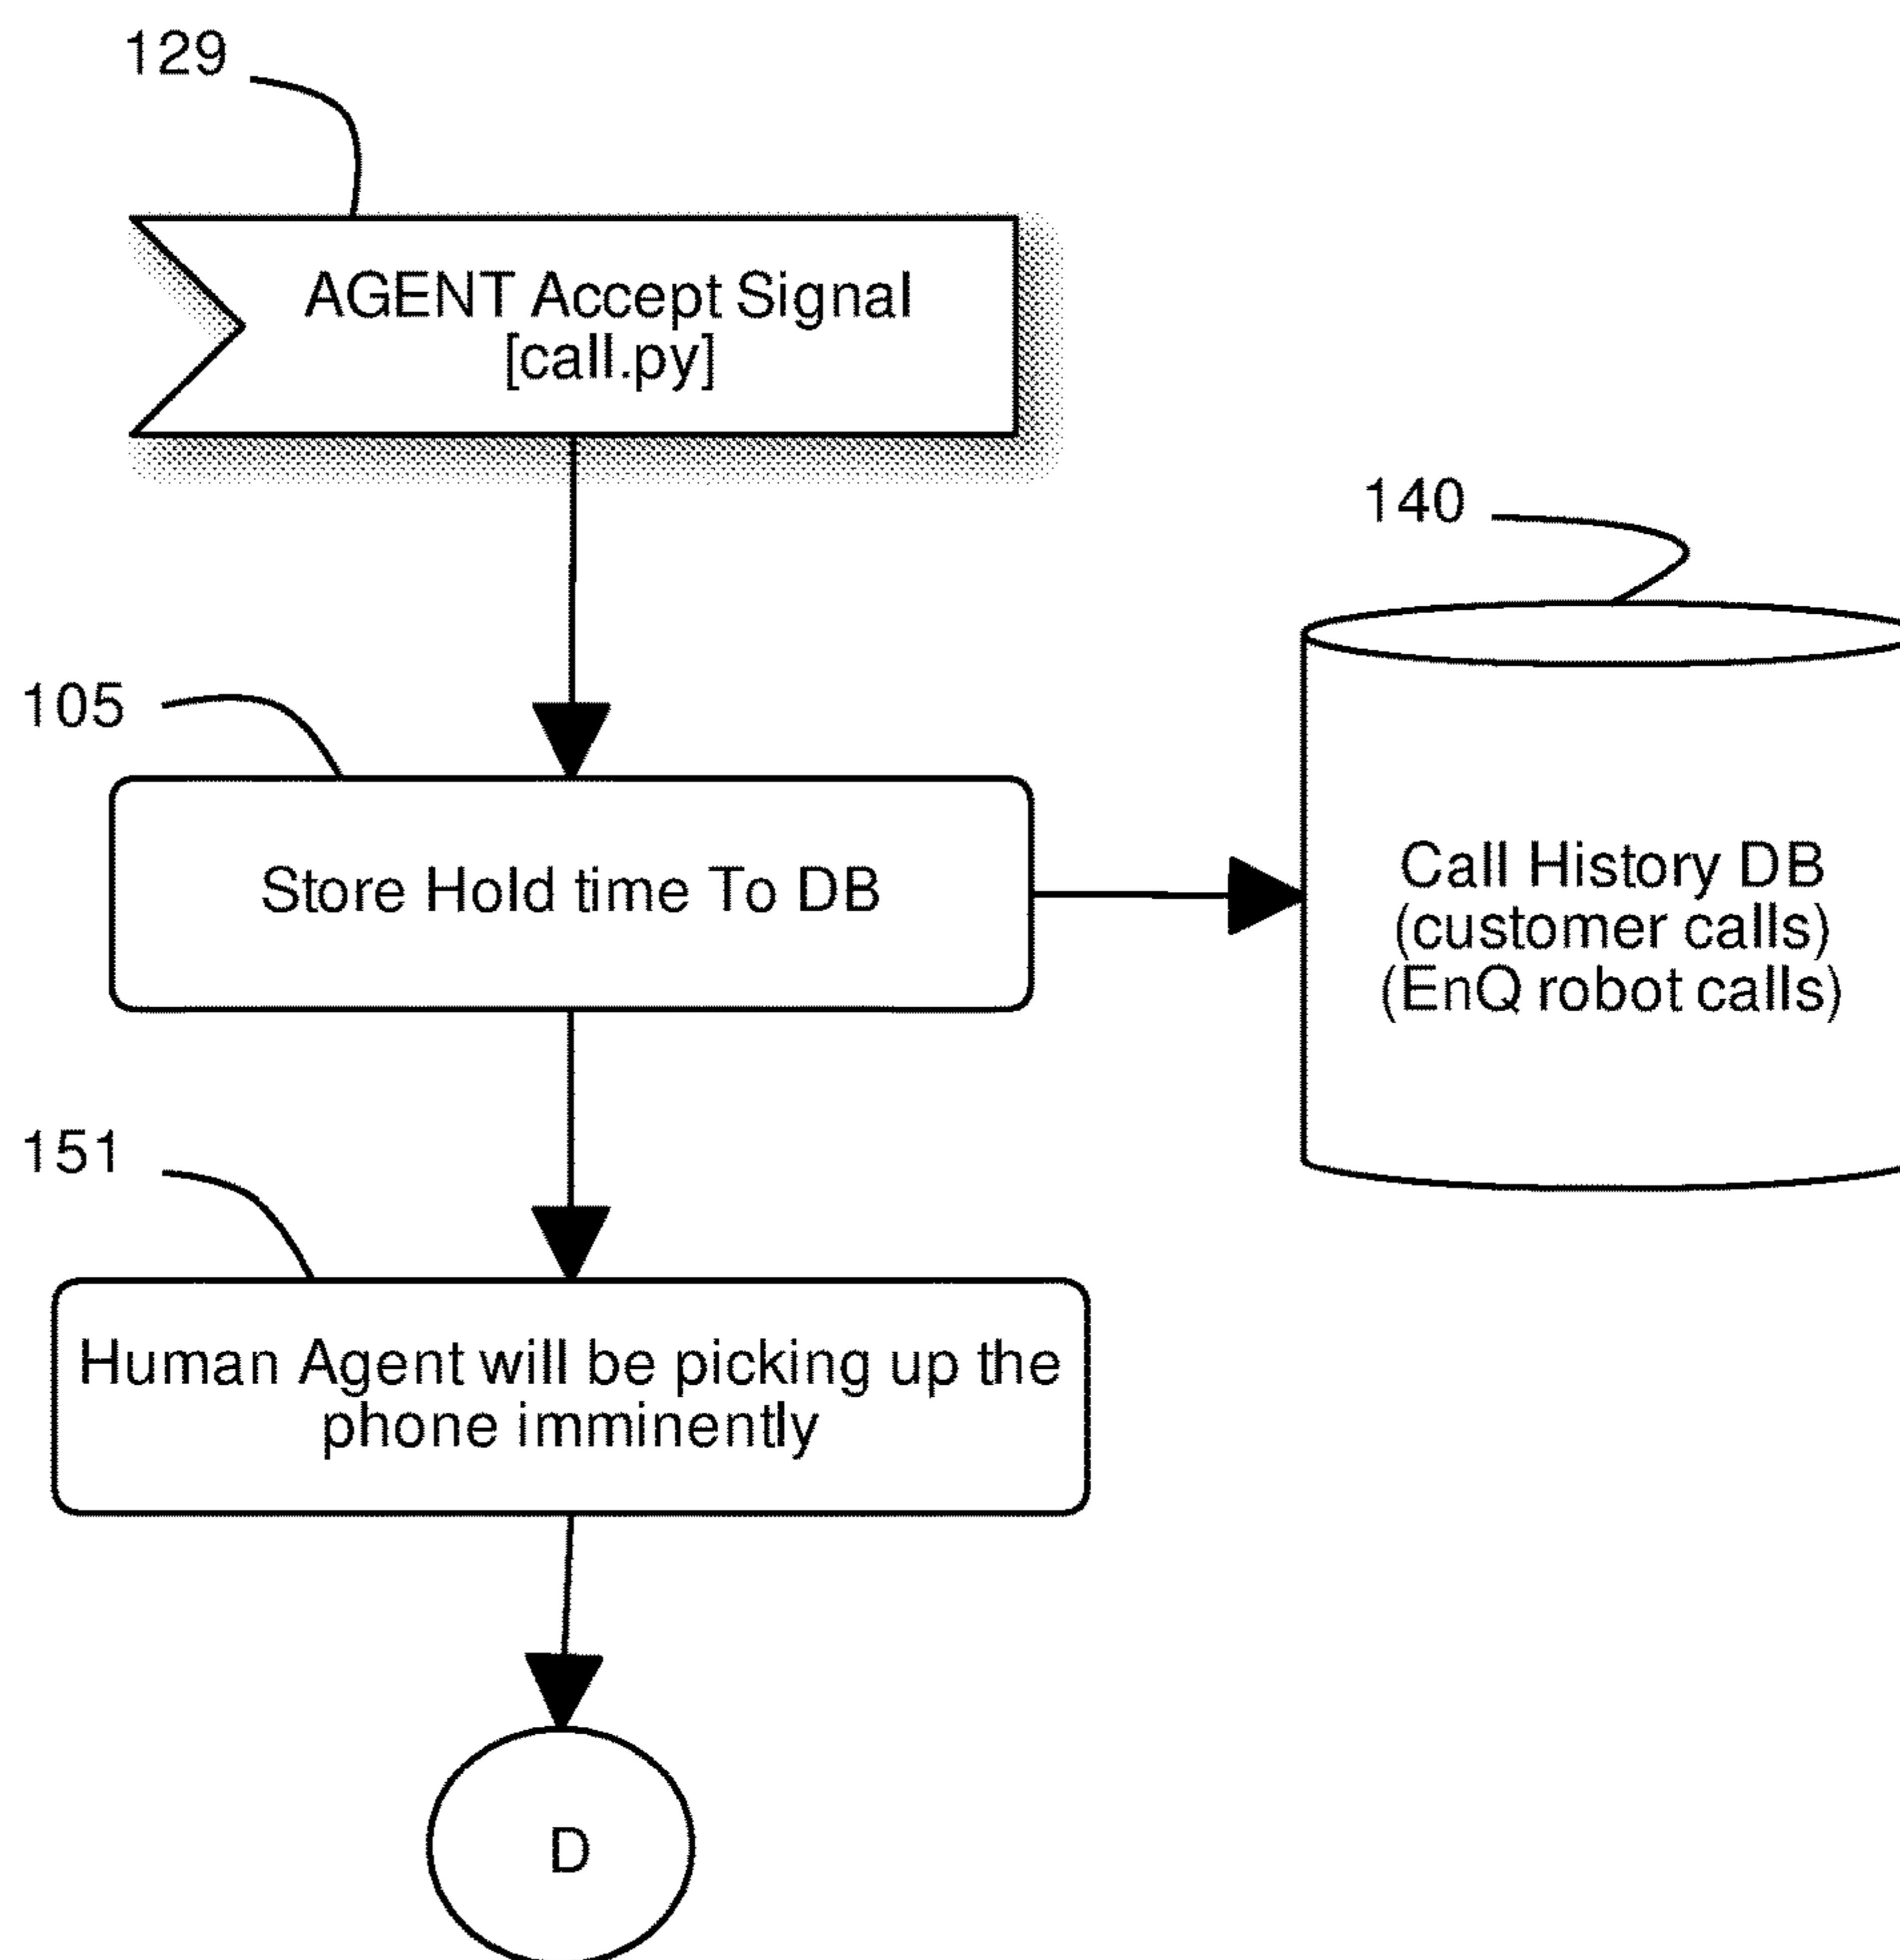 129
AGENT Accept Signal
[call.py]
140
105
Store Hold time To DB
Call History DB
(customer calls)
(EnQ robot calls)
151
Human Agent will be picking up the
phone imminently
D